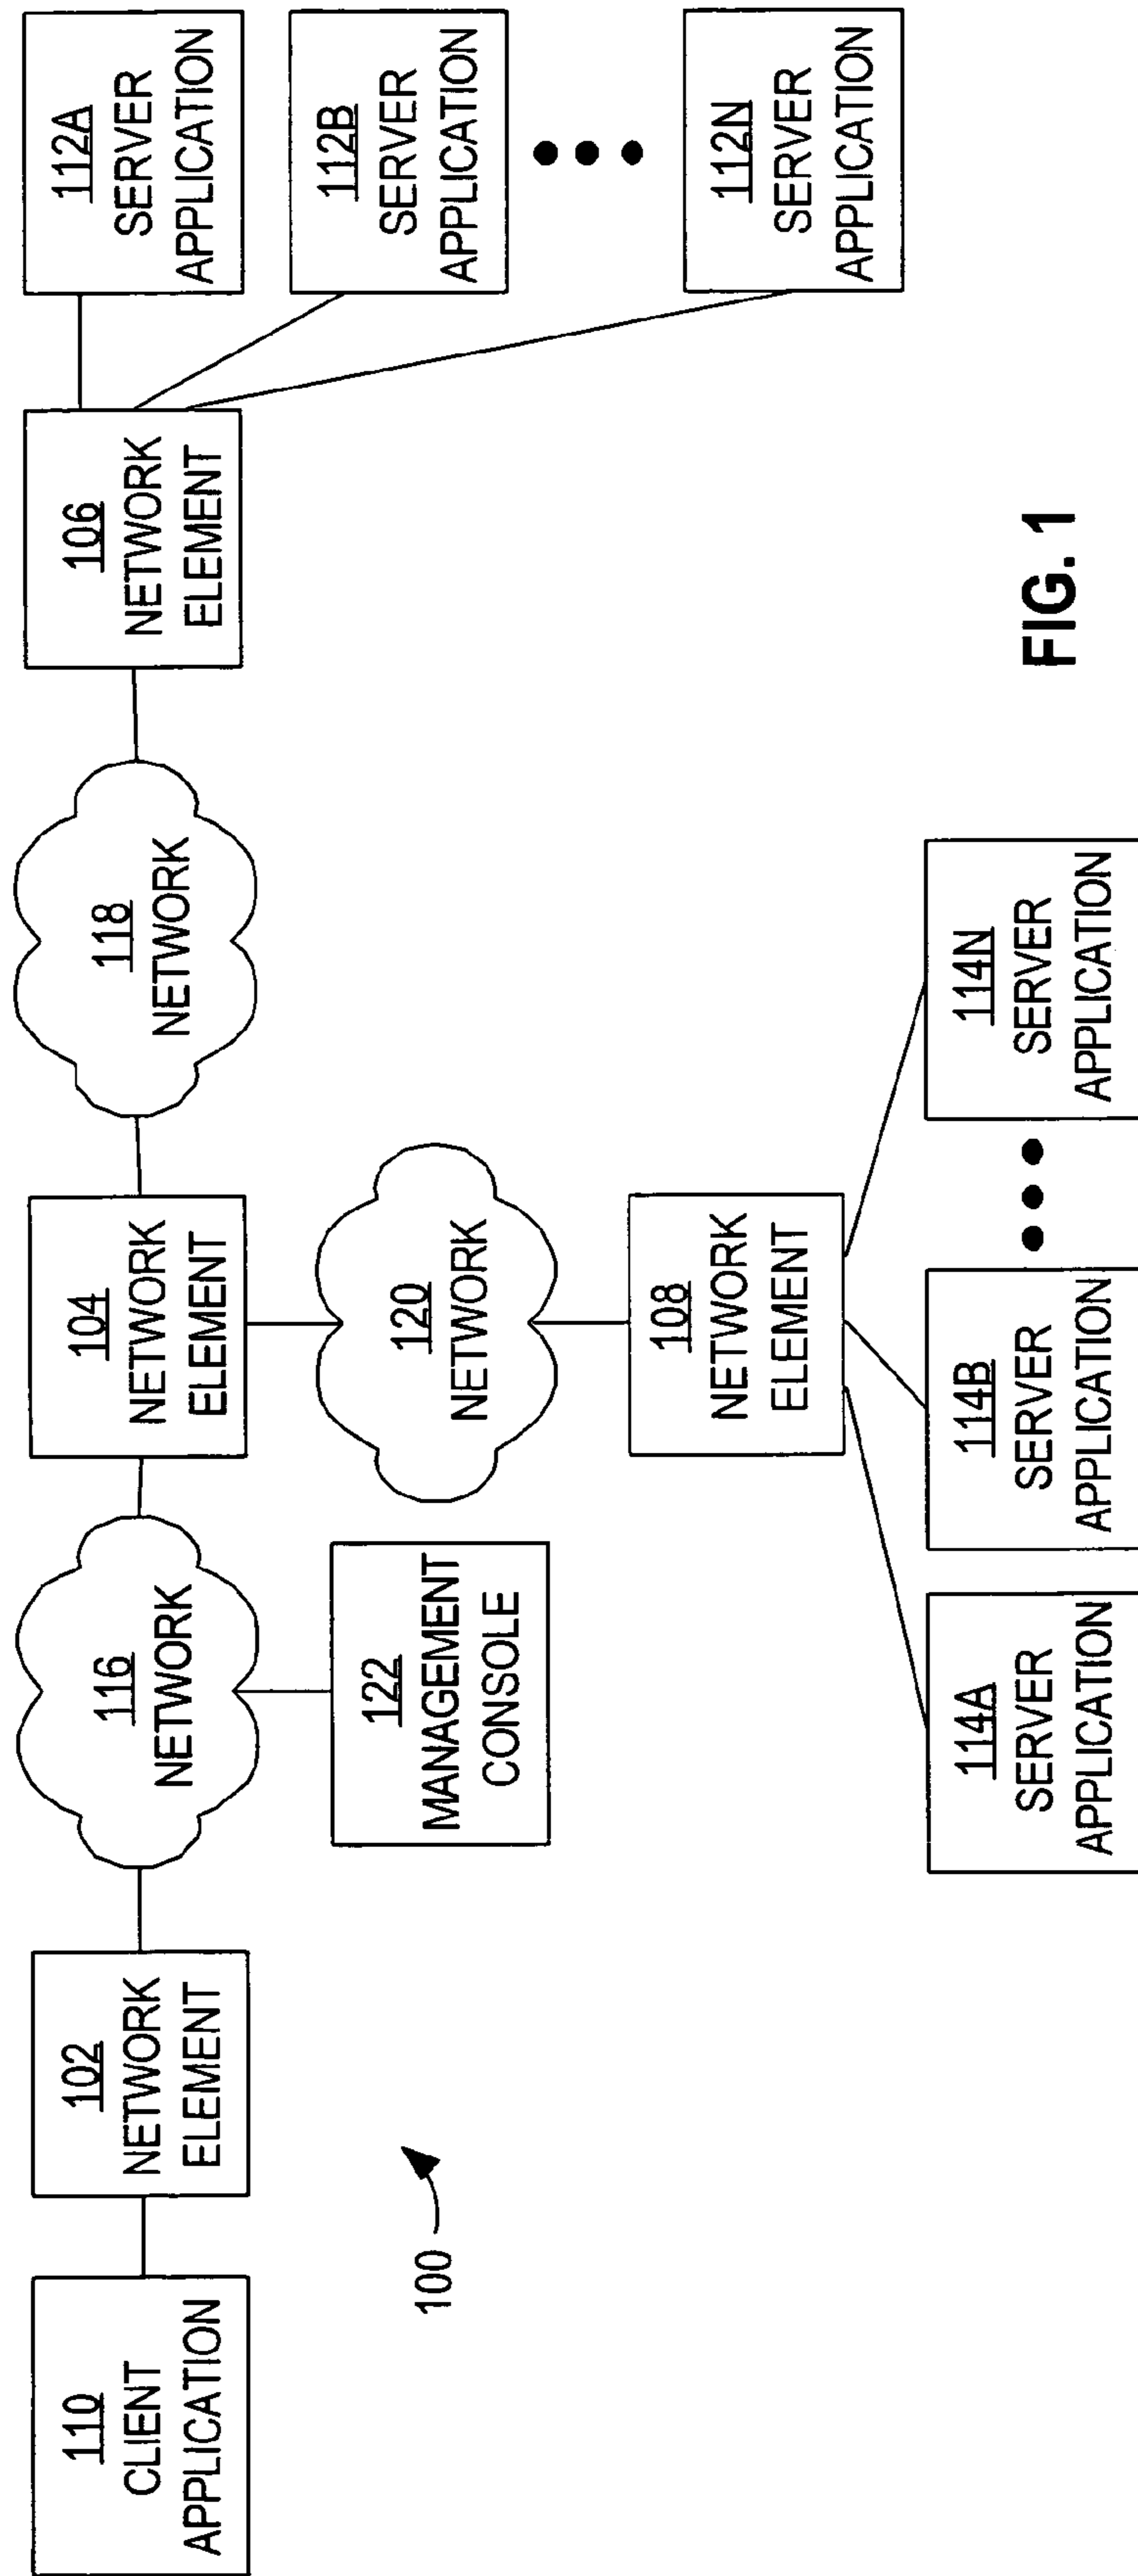 110
CLIENT
APPLICATION
102
NETWORK
ELEMENT
116
NETWORK
104
NETWORK
ELEMENT
118
NETWORK
106
NETWORK
ELEMENT
112A
SERVER
APPLICATION
112B
SERVER
APPLICATION
112N
SERVER
APPLICATION
122
MANAGEMENT
CONSOLE
120
NETWORK
108
NETWORK
ELEMENT
114A
SERVER
APPLICATION
114B
SERVER
APPLICATION
114N
SERVER
APPLICATION
100
FIG. 1